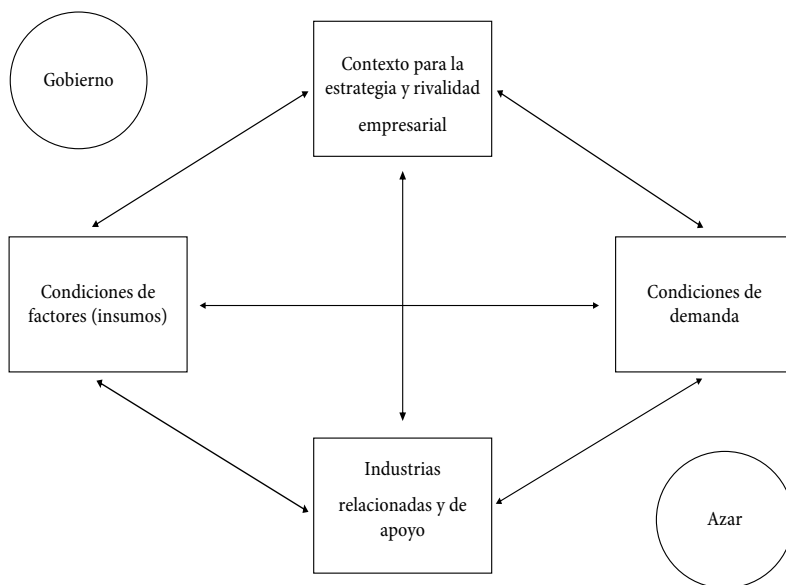 Gobierno
Contexto para la
estrategia y rivalidad
empresarial
Condiciones de
factores (insumos)
Condiciones de
demanda
Industrias
relacionadas y de
apoyo
Azar